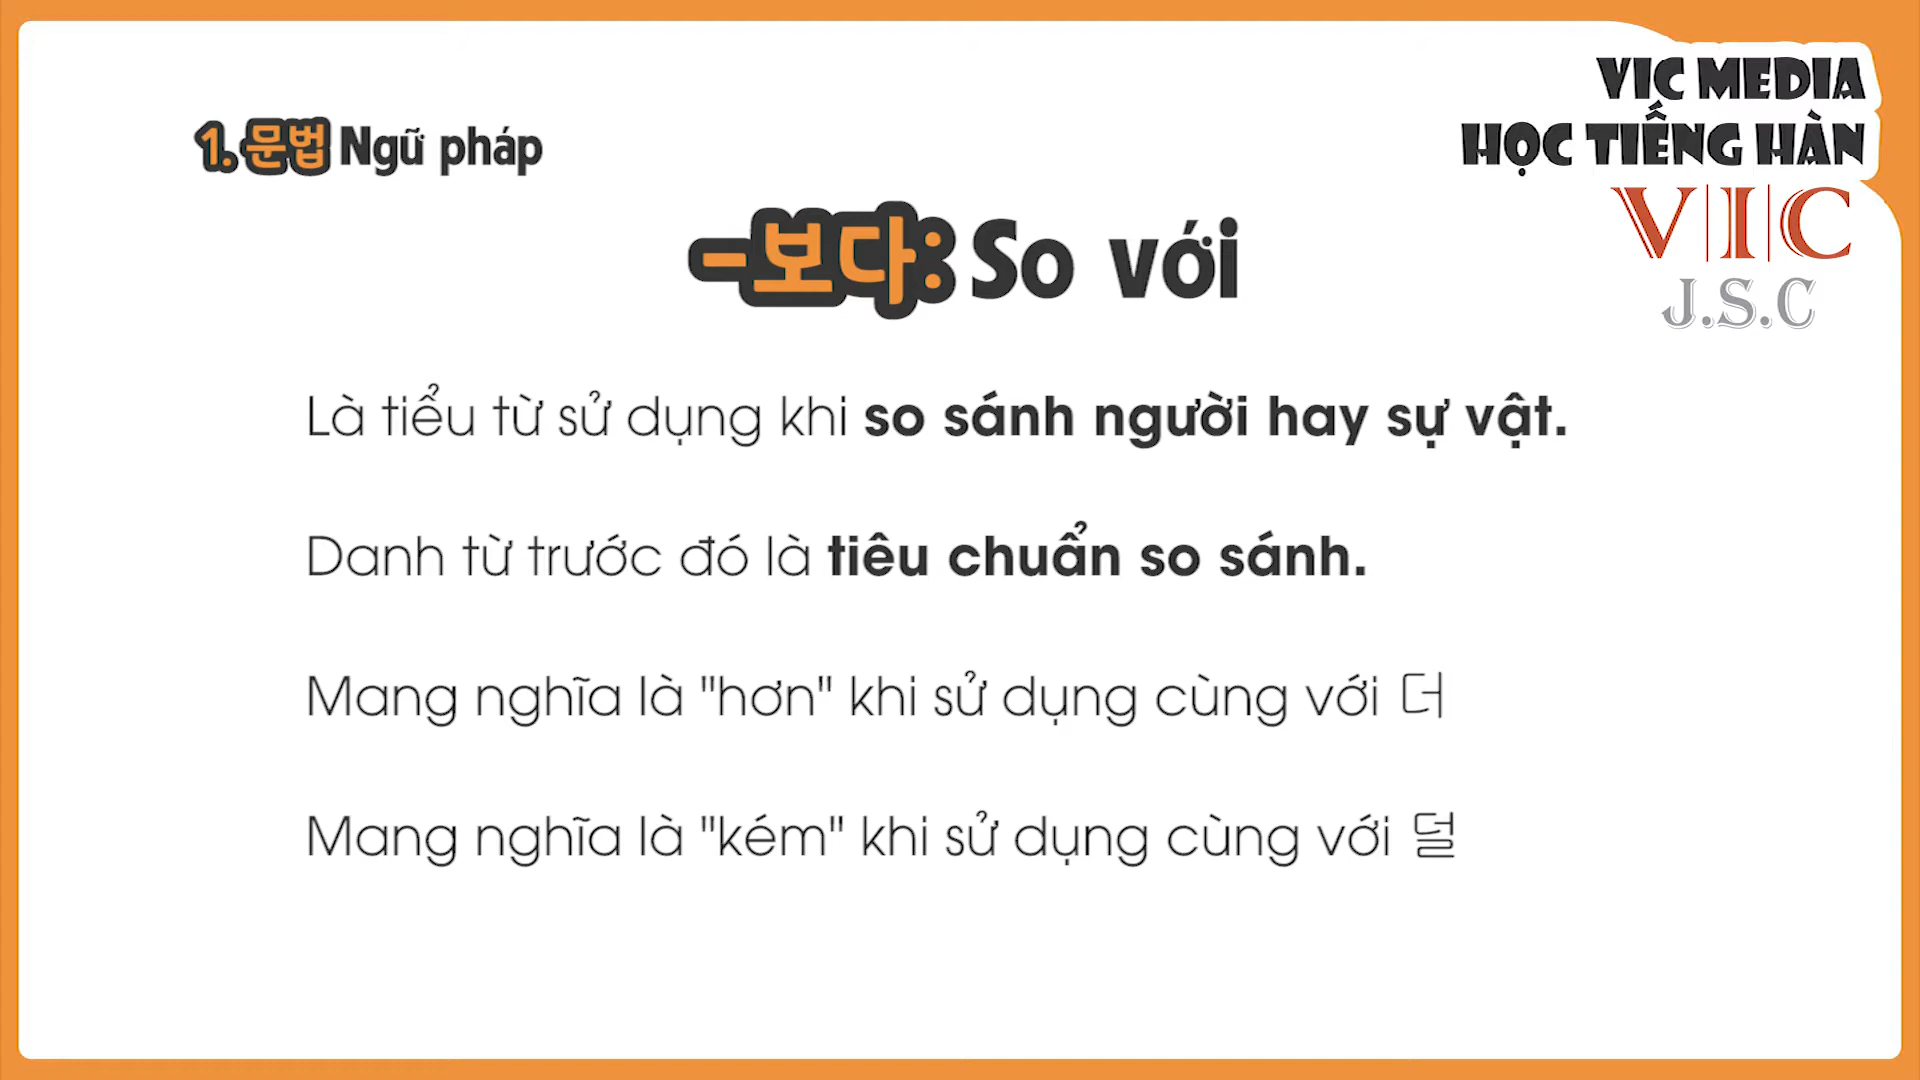 VIC MEDIA
HỌC TIẾNG HÀN
V|I|C
J.S.C
1. 문법 Ngữ pháp
-보다: So với
Là tiểu từ sử dụng khi so sánh người hay sự vật.
Danh từ trước đó là tiêu chuẩn so sánh.
Mang nghĩa là "hơn" khi sử dụng cùng với 더
Mang nghĩa là "kém" khi sử dụng cùng với 덜